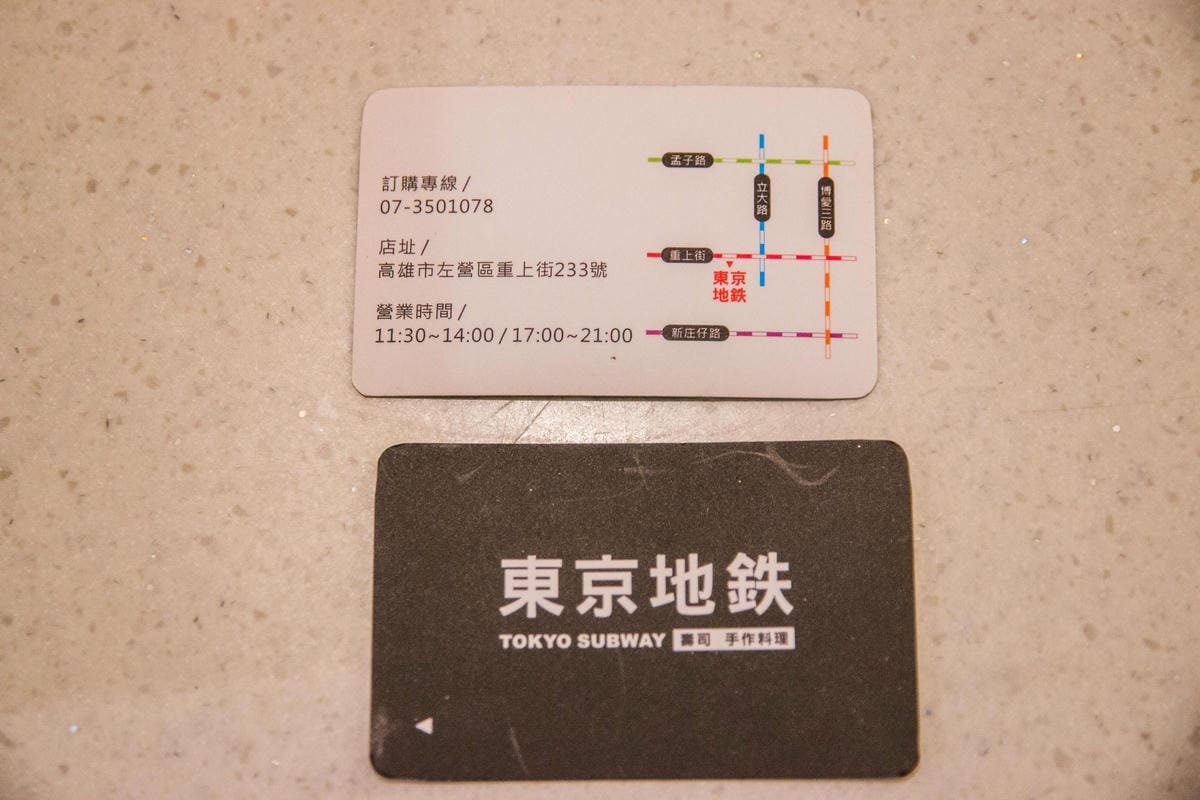 訂購專線 /
07-3501078
店址 /
高雄市左營區重上街233號
營業時間 /
11:30~14:00 / 17:00~21:00
孟子路
立大路
博愛三路
重上街
東京
地鉄
新庄仔路
東京地鉄
TOKYO SUBWAY 壽司 手作料理